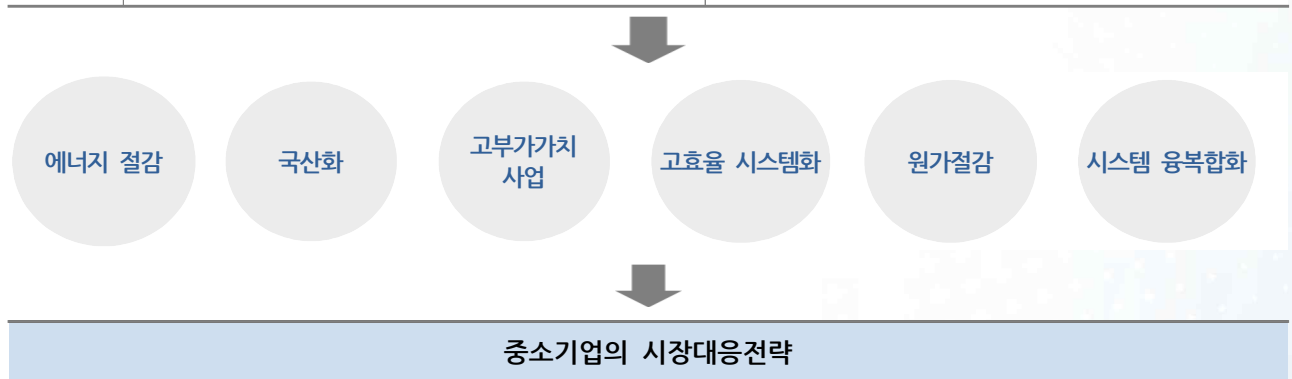 에너지 절감
국산화
고부가가치
사업
고효율 시스템화
원가절감
시스템 융복합화
중소기업의 시장대응전략